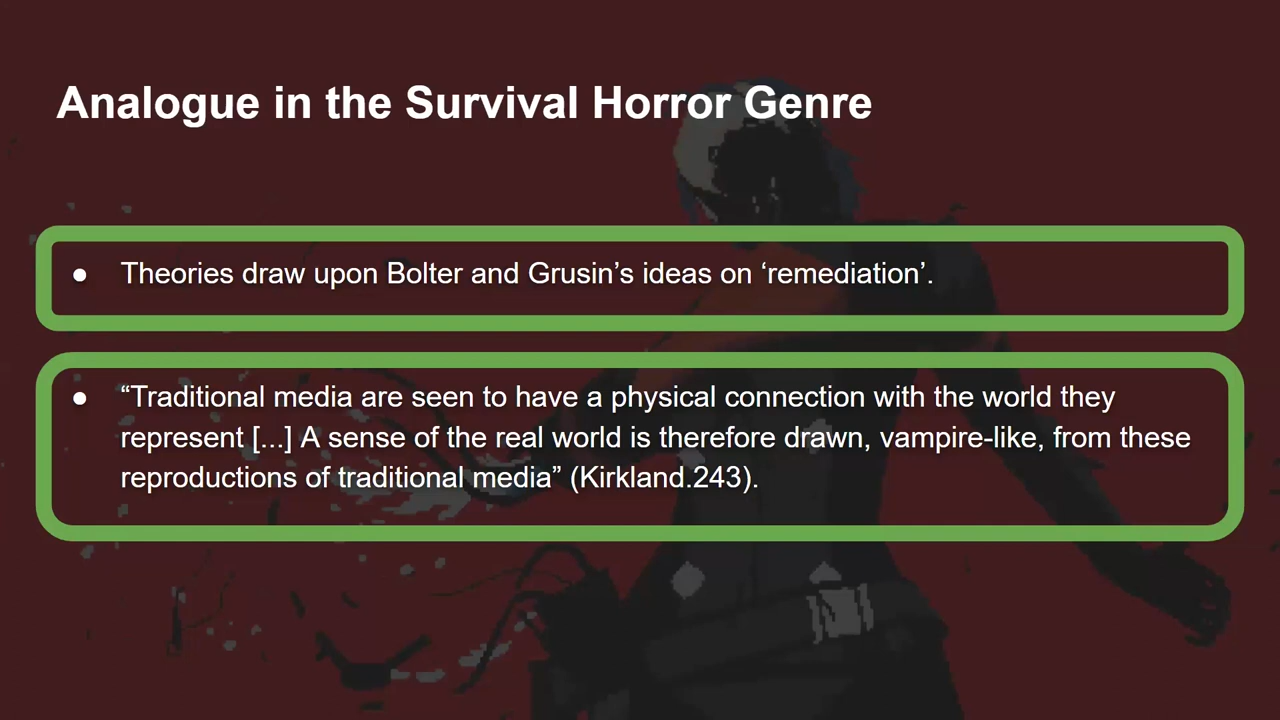 Analogue in the Survival Horror Genre
● Theories draw upon Bolter and Grusin’s ideas on ‘remediation’.
● “Traditional media are seen to have a physical connection with the world they
represent [...] A sense of the real world is therefore drawn, vampire-like, from these
reproductions of traditional media” (Kirkland.243).